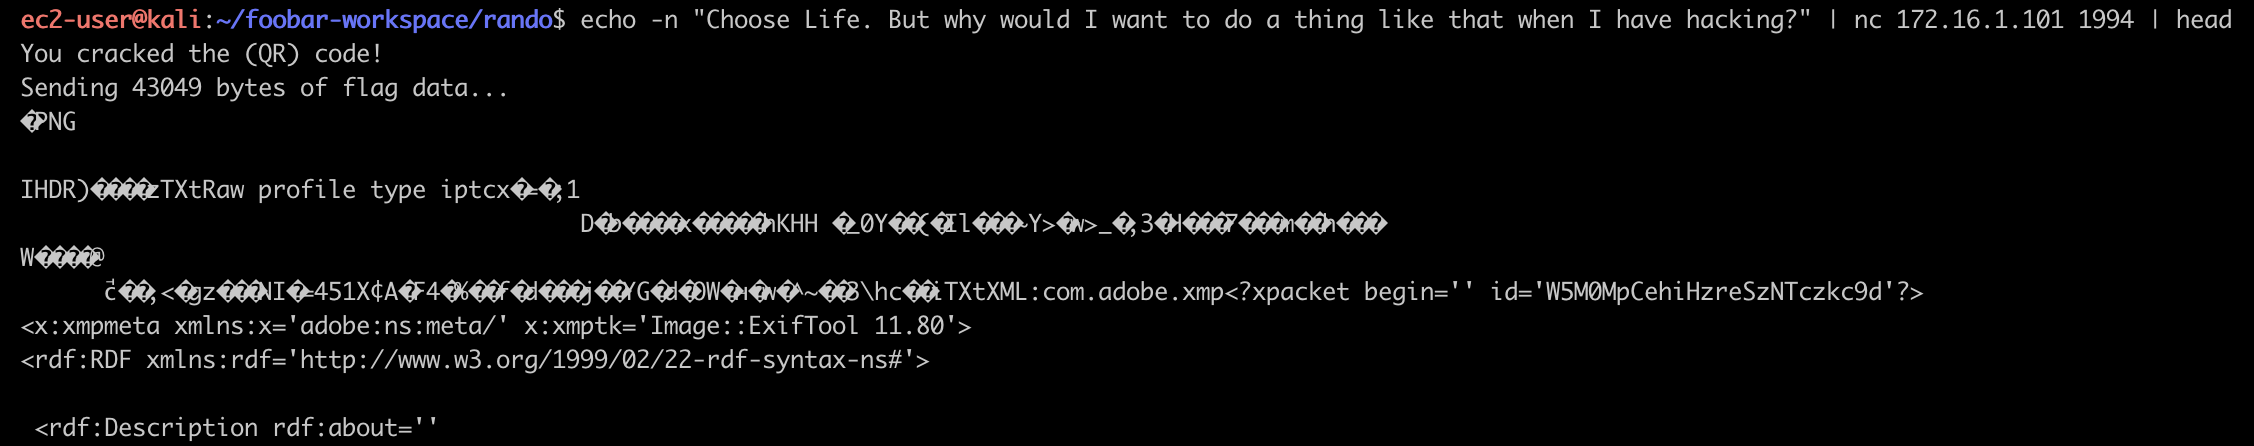 ec2-user@kali:~/foobar-workspace/rando$ echo -n "Choose Life. But why would I want to do a thing like that when I have hacking?" | nc 172.16.1.101 1994 | head
You cracked the (QR) code!
Sending 43049 bytes of flag data...
�PNG
IHDR)�����zTXtRaw profile type iptcx�=�;1
D�b�����x������hKHH �_0Y���{�Il����~Y>�w>_�;3�H����7����m���h����
W�����@
c���;<�gz����NI�=451X¢A�F4�%���f�d����j���YG�d�0W�ı�w�^~���3\hc���iTXtXML:com.adobe.xmp<?xpacket begin='' id='W5M0MpCehiHzreSzNTczkc9d'?>
<x:xmpmeta xmlns:x='adobe:ns:meta/' x:xmptk='Image::ExifTool 11.80'>
<rdf:RDF xmlns:rdf='http://www.w3.org/1999/02/22-rdf-syntax-ns#'>
<rdf:Description rdf:about=''